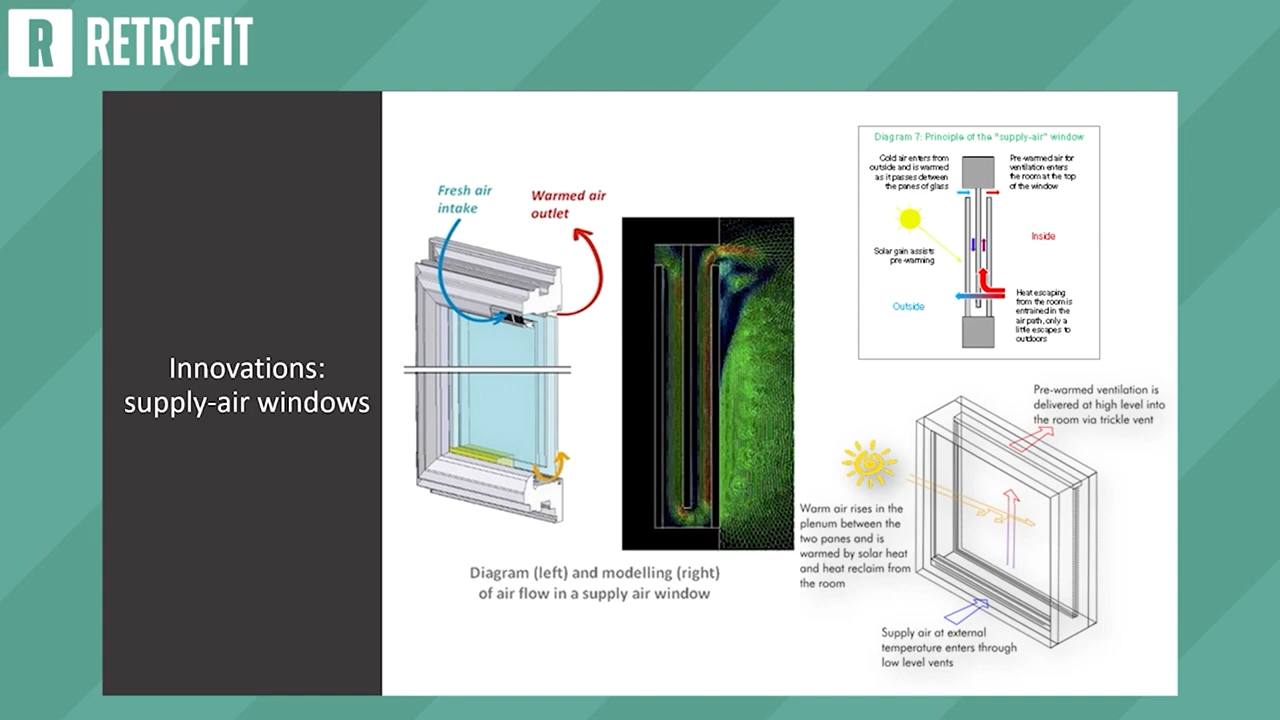 R RETROFIT
Innovations:
supply-air windows
Fresh air
intake
Warmed air
outlet
Diagram (left) and modelling (right)
of air flow in a supply air window
Diagram 7: Principle of the "supply-air" window
Cold air enters from
outside and is warmed
as it passes between
the panes of glass
Pre-warmed air for
ventilation enters
the room at the top
of the window
Solar gain assists
pre-warming
Inside
Outside
Heat escaping
from the room is
entrained in the
air path, only a
little escapes to
outdoors
Pre-warmed ventilation is
delivered at high level into
the room via trickle vent
Warm air rises in the
plenum between the
two panes and is
warmed by solar heat
and heat reclaim from
the room
Supply air at external
temperature enters through
low level vents